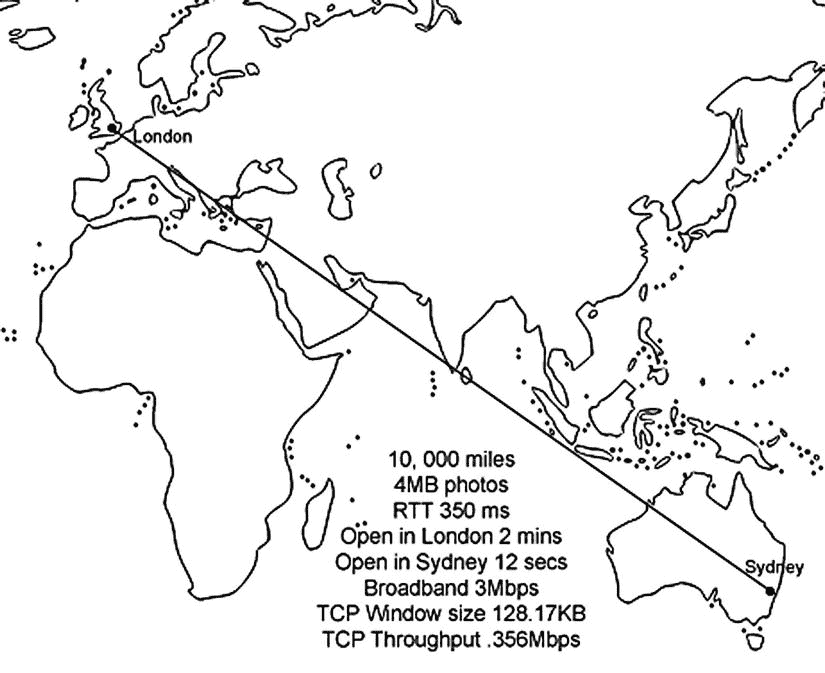 London
10, 000 miles
4MB photos
RTT 350 ms
Open in London 2 mins
Open in Sydney 12 secs
Sydney
Broadband 3Mbps
TCP Window size 128.17KB
TCP Throughput .356Mbps